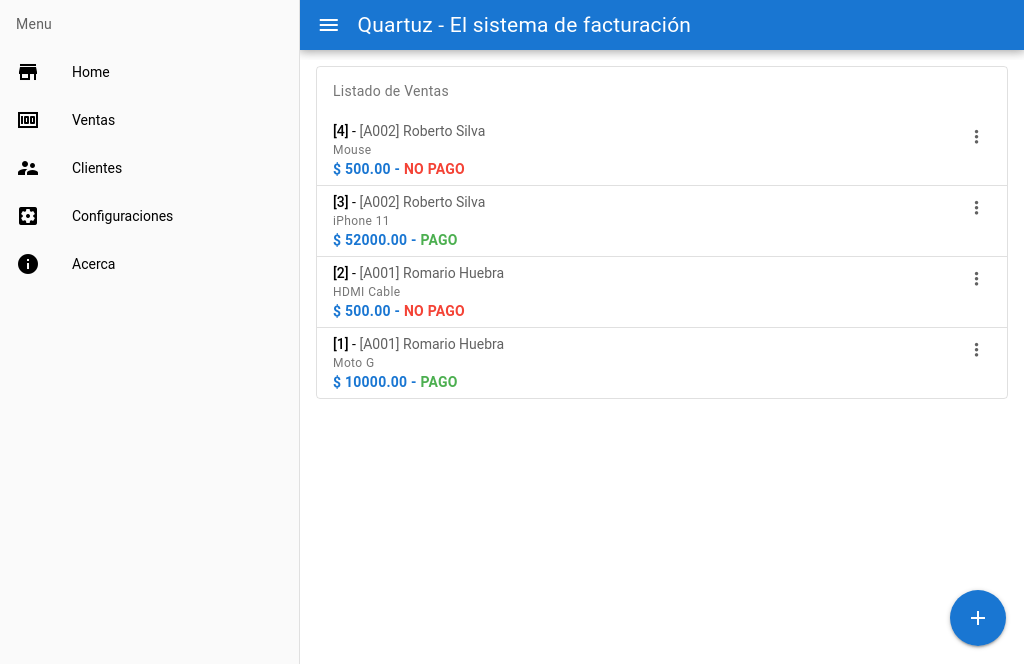 Menu
Home
Ventas
Clientes
Configuraciones
Acerca
Quartuz - El sistema de facturación
Listado de Ventas
[4] - [A002] Roberto Silva
Mouse
$ 500.00 - NO PAGO
[3] - [A002] Roberto Silva
iPhone 11
$ 52000.00 - PAGO
[2] - [A001] Romario Huebra
HDMI Cable
$ 500.00 - NO PAGO
[1] - [A001] Romario Huebra
Moto G
$ 10000.00 - PAGO